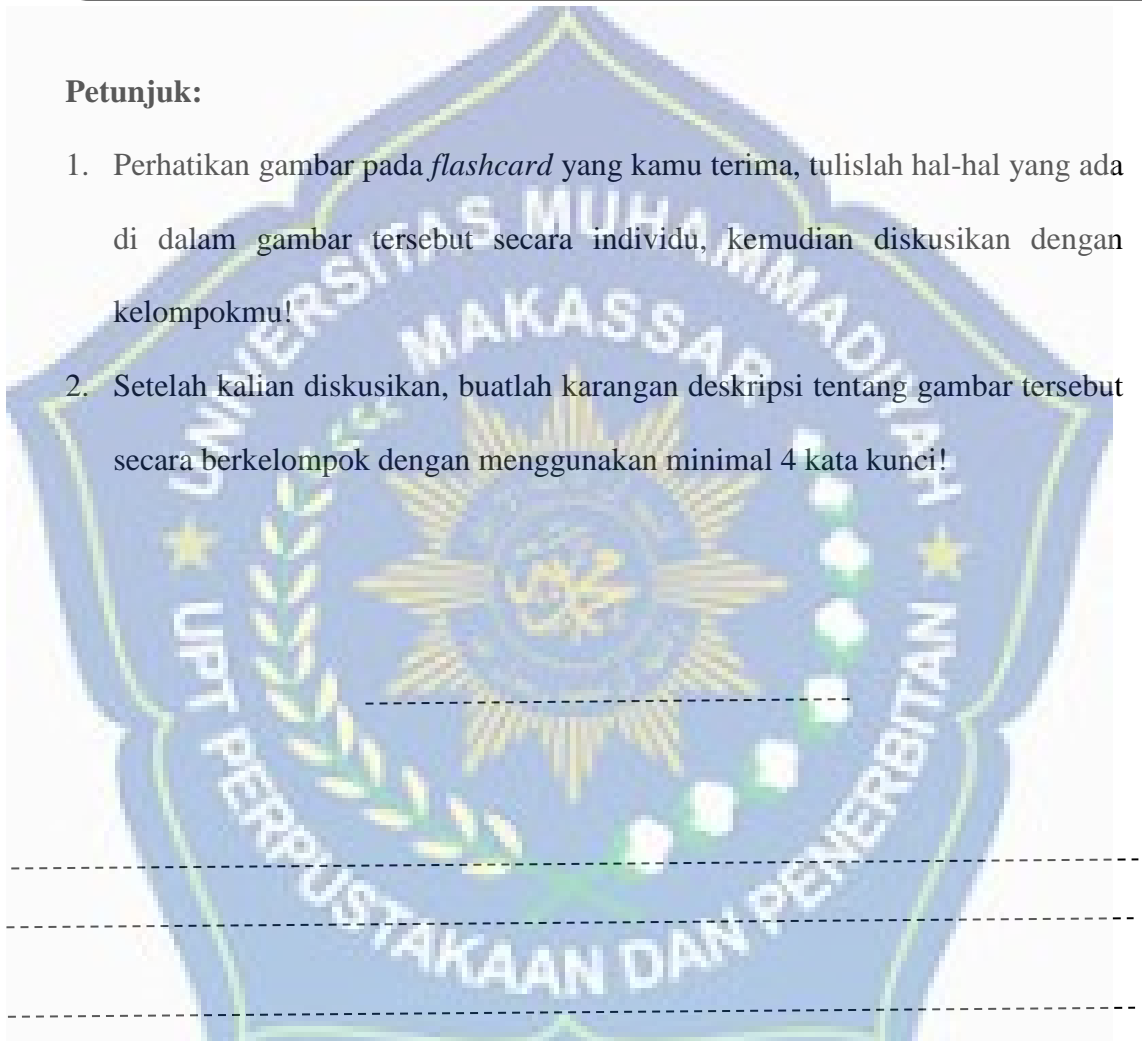 Petunjuk:
1. Perhatikan gambar pada flashcard yang kamu terima, tulislah hal-hal yang ada
di dalam gambar tersebut secara individu, kemudian diskusikan dengan
kelompokmu!
2. Setelah kalian diskusikan, buatlah karangan deskripsi tentang gambar tersebut
secara berkelompok dengan menggunakan minimal 4 kata kunci!
UNIVERSITAS MUHAMMADIYAH
MAKASSAR
UPT PERPUSTAKAAN DAN PENERBITAN